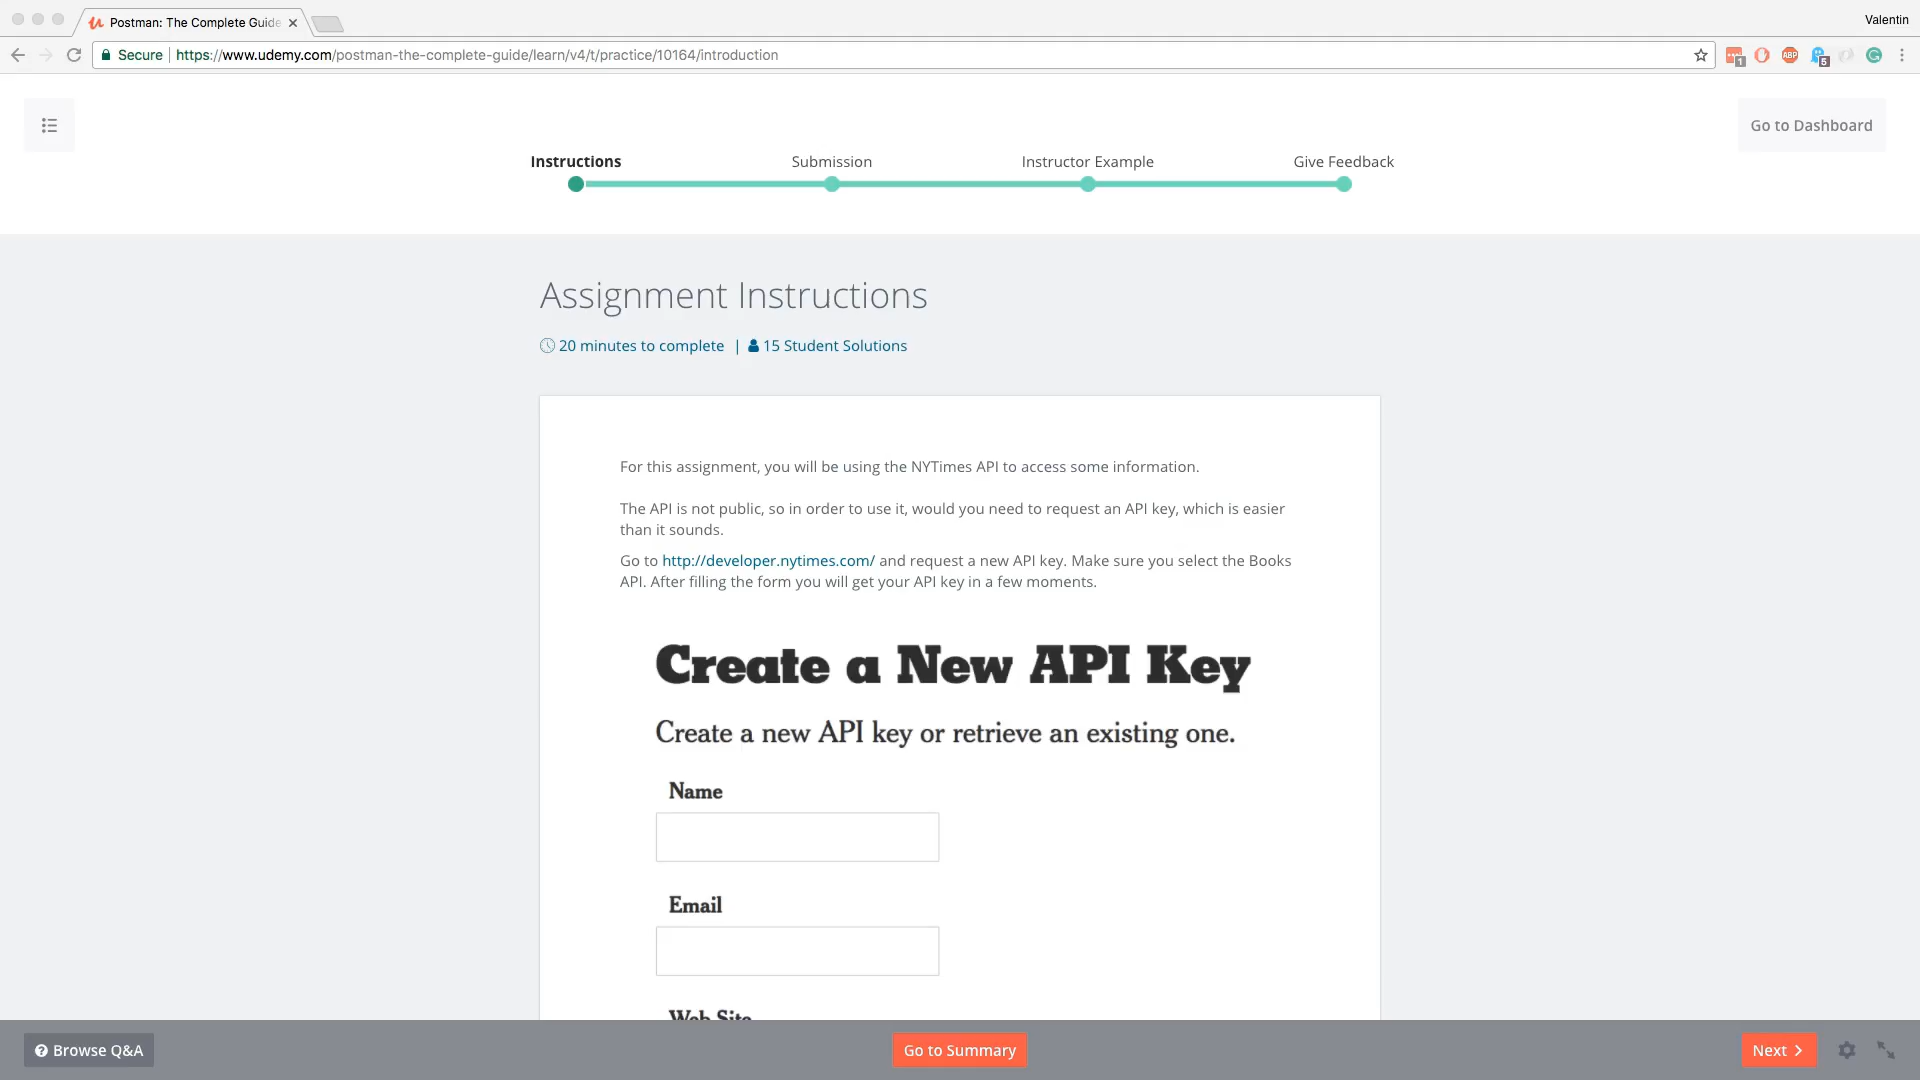 Postman: The Complete Guide
Valentin
Secure https://www.udemy.com/postman-the-complete-guide/learn/v4/t/practice/10164/introduction
1
ABP
5
Go to Dashboard
Instructions Submission Instructor Example Give Feedback
Assignment Instructions
20 minutes to complete | 15 Student Solutions
For this assignment, you will be using the NYTimes API to access some information.
The API is not public, so in order to use it, would you need to request an API key, which is easier
than it sounds.
Go to http://developer.nytimes.com/ and request a new API key. Make sure you select the Books
API. After filling the form you will get your API key in a few moments.
Create a New API Key
Create a new API key or retrieve an existing one.
Name
Email
Web Site
Browse Q&A
Go to Summary
Next